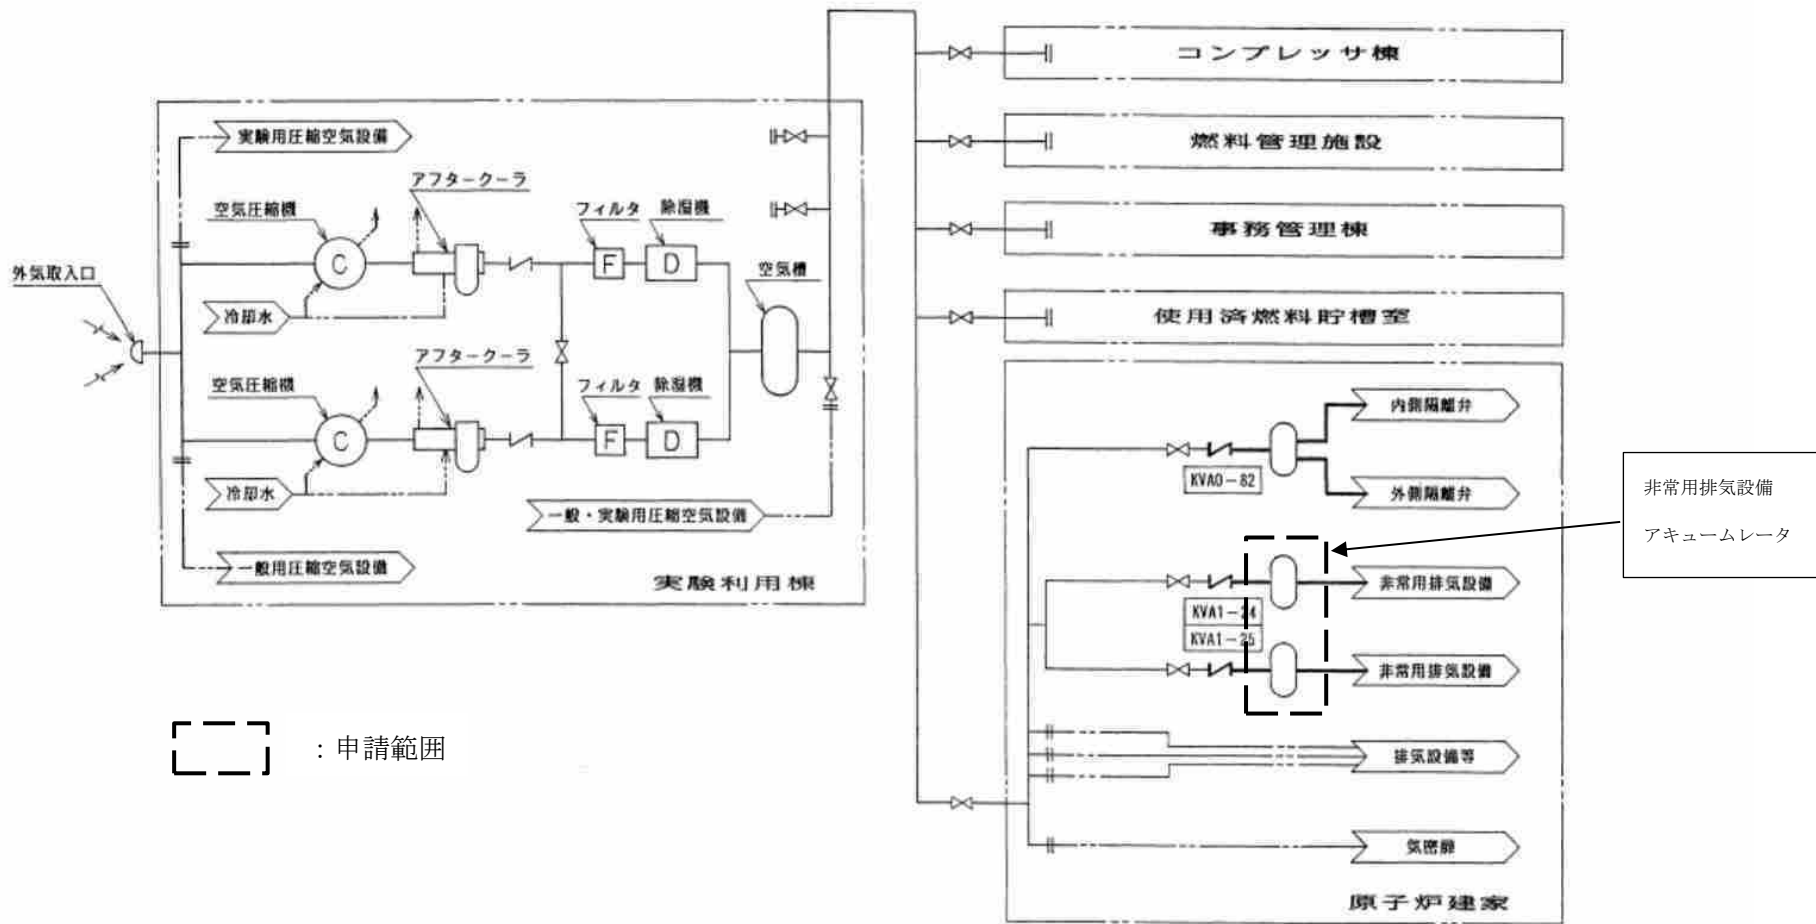 コンプレッサ棟
燃料管理施設
事務管理棟
使用済燃料貯槽室
実験用圧縮空気設備
アフタークーラ
空気圧縮機
フィルタ 除湿機
C
F
D
空気槽
外気取入口
冷却水
アフタークーラ
空気圧縮機
フィルタ 除湿機
C
F
D
冷却水
一般・実験用圧縮空気設備
一般用圧縮空気設備
実験利用棟
内側隔離弁
KVA0-82
外側隔離弁
非常用排気設備
アキュームレータ
非常用排気設備
KVA1-24
KVA1-25
非常用排気設備
排気設備等
気密扉
原子炉建家
：申請範囲